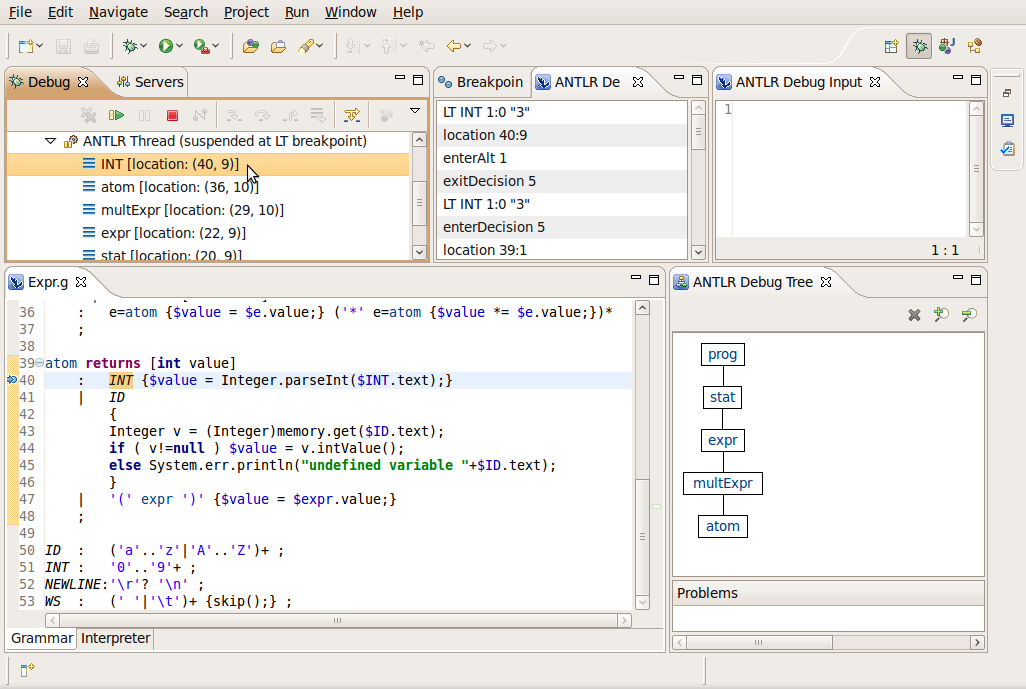 File Edit Navigate Search Project Run Window Help
Debug Servers
Breakpoin ANTLR De
ANTLR Debug Input
ANTLR Thread (suspended at LT breakpoint)
INT [location: (40, 9)]
atom [location: (36, 10)]
multExpr [location: (29, 10)]
expr [location: (22, 9)]
stat [location: (20, 9)]
LT INT 1:0 "3"
location 40:9
enterAlt 1
exitDecision 5
LT INT 1:0 "3"
enterDecision 5
location 39:1
1
1 : 1
Expr.g
36 : e=atom {$value = $e.value;} ('*' e=atom {$value *= $e.value;})*
37 ;
38
39 atom returns [int value]
40 : INT {$value = Integer.parseInt($INT.text);}
41 | ID
42 {
43 Integer v = (Integer)memory.get($ID.text);
44 if ( v!=null ) $value = v.intValue();
45 else System.err.println("undefined variable "+$ID.text);
46 }
47 | '(' expr ')' {$value = $expr.value;}
48 ;
49
50 ID : ('a'..'z'|'A'..'Z')+ ;
51 INT : '0'..'9'+ ;
52 NEWLINE:'\r'? '\n' ;
53 WS : (' '|'\t')+ {skip();} ;
Grammar Interpreter
ANTLR Debug Tree
prog
stat
expr
multExpr
atom
Problems